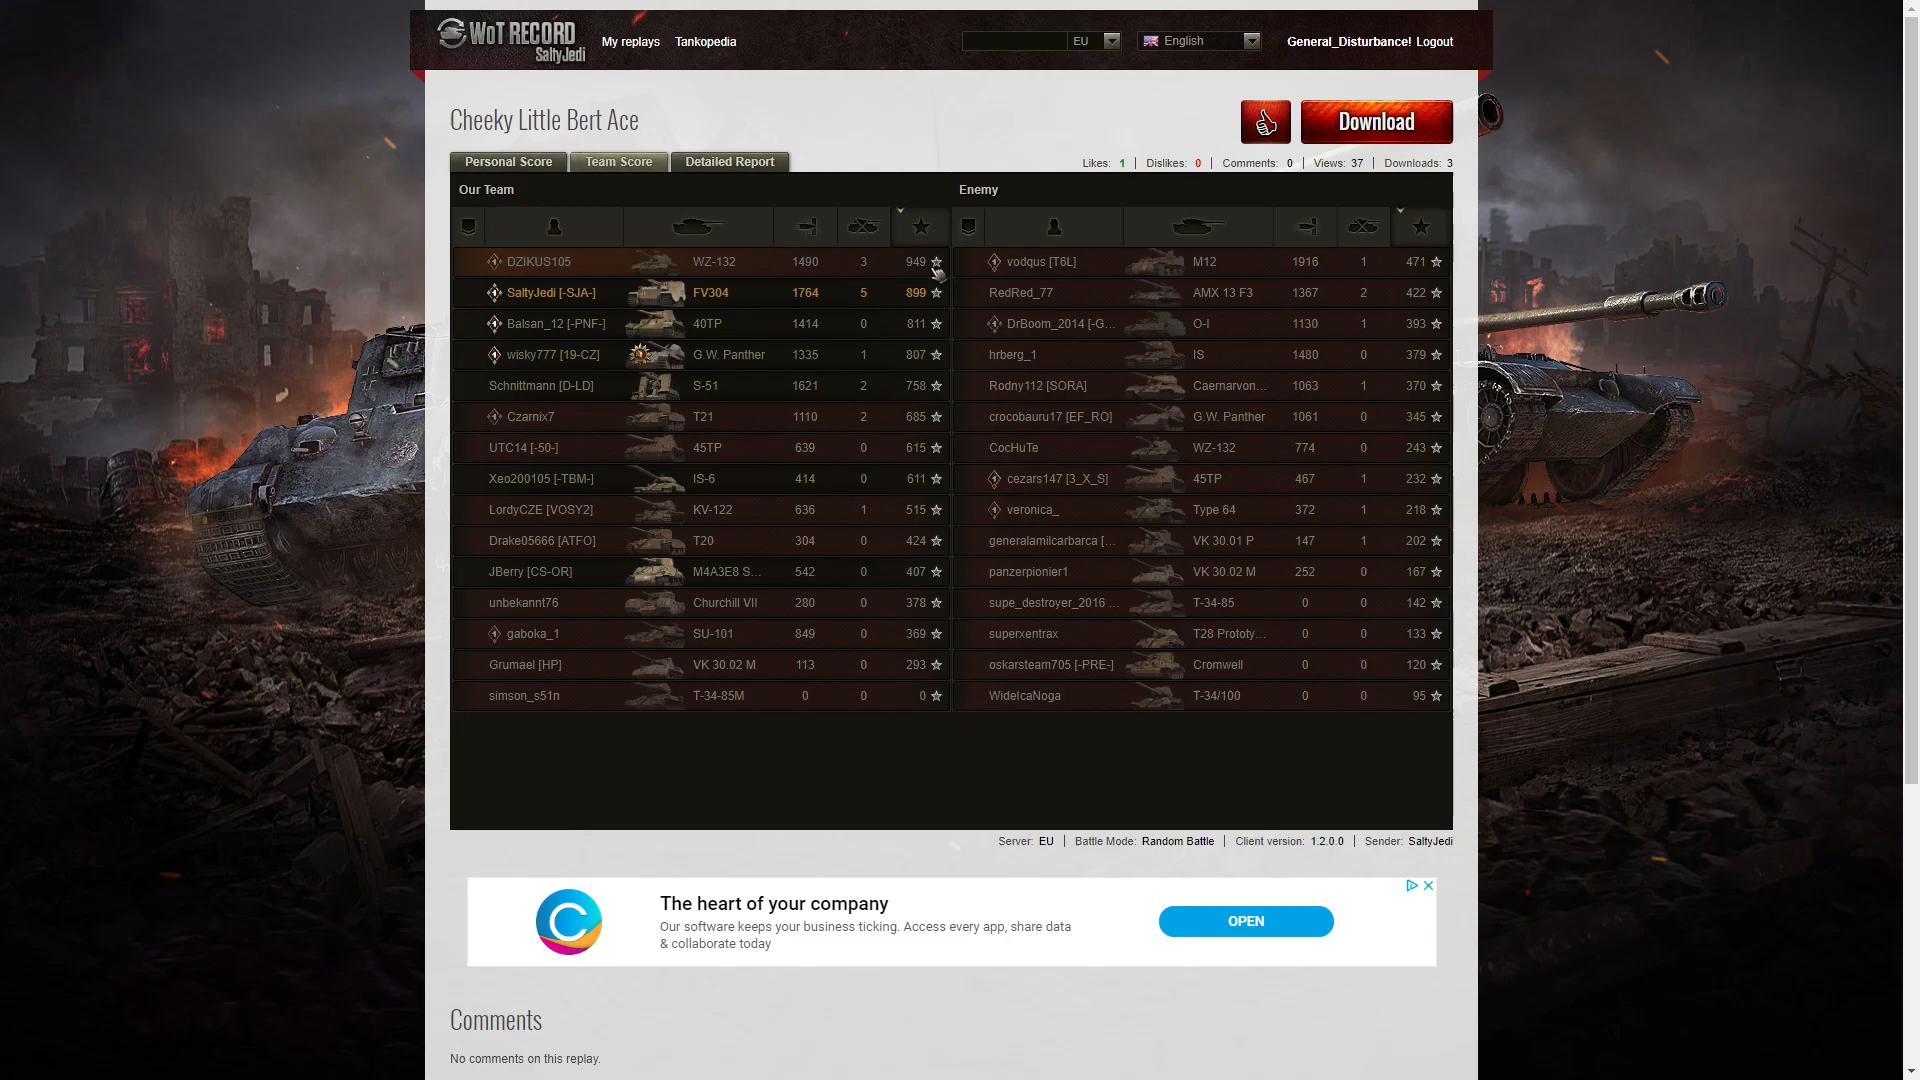 WoT RECORD
SaltyJedi
My replays Tankopedia
EU
English
General_Disturbance! Logout
Cheeky Little Bert Ace
Download
Personal Score Team Score Detailed Report
Likes: 1 | Dislikes: 0 | Comments: 0 | Views: 37 | Downloads: 3
Our Team Enemy
DZIKUS105 WZ-132 1490 3 949 vodqus [T6L] M12 1916 1 471
SaltyJedi [-SJA-] FV304 1764 5 899 RedRed_77 AMX 13 F3 1367 2 422
Balsan_12 [-PNF-] 40TP 1414 0 811 DrBoom_2014 [-G... O-I 1130 1 393
wisky777 [19-CZ] G.W. Panther 1335 1 807 hrberg_1 IS 1480 0 379
Schnittmann [D-LD] S-51 1621 2 758 Rodny112 [SORA] Caernarvon... 1063 1 370
Czarnix7 T21 1110 2 685 crocobauru17 [EF_RO] G.W. Panther 1061 0 345
UTC14 [-50-] 45TP 639 0 615 CocHuTe WZ-132 774 0 243
Xeo200105 [-TBM-] IS-6 414 0 611 cezars147 [3_X_S] 45TP 467 1 232
LordyCZE [VOSY2] KV-122 636 1 515 veronica_ Type 64 372 1 218
Drake05666 [ATFO] T20 304 0 424 generalamilcarbarca [... VK 30.01 P 147 1 202
JBerry [CS-OR] M4A3E8 S... 542 0 407 panzerpionier1 VK 30.02 M 252 0 167
unbekannt76 Churchill VII 280 0 378 supe_destroyer_2016 ... T-34-85 0 0 142
gaboka_1 SU-101 849 0 369 superxentrax T28 Prototy... 0 0 133
Grumael [HP] VK 30.02 M 113 0 293 oskarsteam705 [-PRE-] Cromwell 0 0 120
simson_s51n T-34-85M 0 0 0 WidelcaNoga T-34/100 0 0 95
Server: EU | Battle Mode: Random Battle | Client version: 1.2.0.0 | Sender: SaltyJedi
The heart of your company
Our software keeps your business ticking. Access every app, share data
& collaborate today
OPEN
Comments
No comments on this replay.